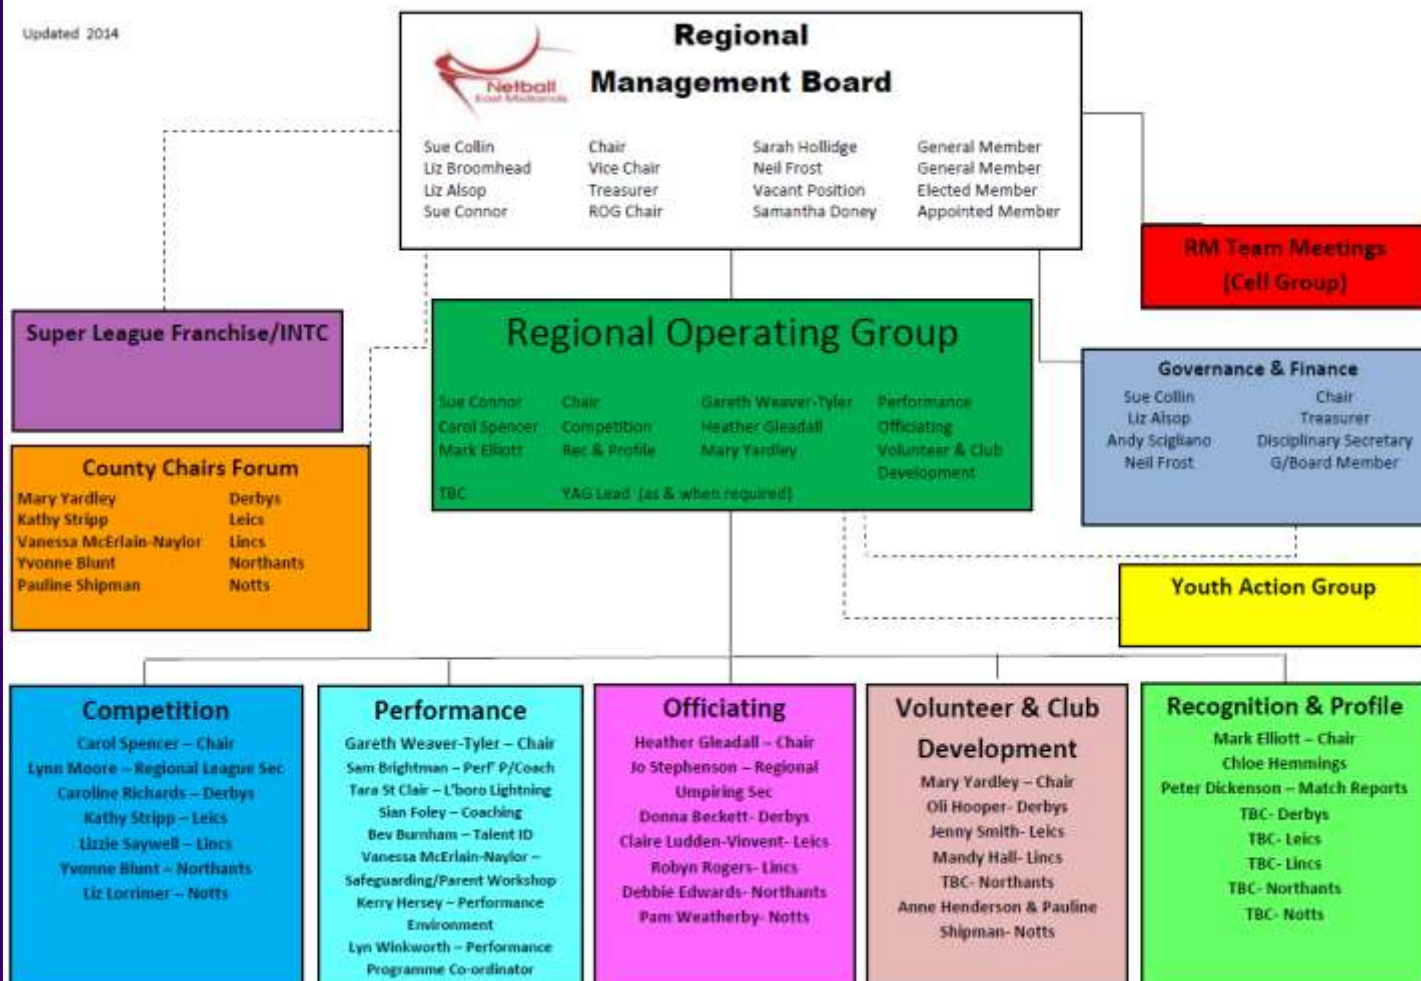 Updated 2014
Regional
Management Board
Netball
East Midlands
Sue Collin Chair Sarah Hollidge General Member
Liz Broomhead Vice Chair Neil Frost General Member
Liz Alsop Treasurer Vacant Position Elected Member
Sue Connor ROG Chair Samantha Doney Appointed Member
RM Team Meetings
(Cell Group)
Super League Franchise/INTC
Regional Operating Group
Sue Connor Chair Gareth Weaver-Tyler Performance
Carol Spencer Competition Heather Gleadall Officiating
Mark Elliott Rec & Profile Mary Yardley Volunteer & Club
Development
TBC YAG Lead (as & when required)
Governance & Finance
Sue Collin Chair
Liz Alsop Treasurer
Andy Scigliano Disciplinary Secretary
Neil Frost G/Board Member
County Chairs Forum
Mary Yardley Derbys
Kathy Stripp Leics
Vanessa McErlain-Naylor Lincs
Yvonne Blunt Northants
Pauline Shipman Notts
Youth Action Group
Competition
Carol Spencer – Chair
Lynn Moore – Regional League Sec
Caroline Richards – Derbys
Kathy Stripp – Leics
Lizzie Saywell – Lincs
Yvonne Blunt – Northants
Liz Lorrimer – Notts
Performance
Gareth Weaver-Tyler – Chair
Sam Brightman – Perf' P/Coach
Tara St Clair – L'boro Lightning
Sian Foley – Coaching
Bev Burnham – Talent ID
Vanessa McErlain-Naylor –
Safeguarding/Parent Workshop
Kerry Hersey – Performance
Environment
Lyn Winkworth – Performance
Programme Co-ordinator
Officiating
Heather Gleadall – Chair
Jo Stephenson – Regional
Umpiring Sec
Donna Beckett- Derbys
Claire Ludden-Vinvent- Leics
Robyn Rogers- Lincs
Debbie Edwards- Northants
Pam Weatherby- Notts
Volunteer & Club
Development
Mary Yardley – Chair
Oli Hooper- Derbys
Jenny Smith- Leics
Mandy Hall- Lincs
TBC- Northants
Anne Henderson & Pauline
Shipman- Notts
Recognition & Profile
Mark Elliott – Chair
Chloe Hemmings
Peter Dickenson – Match Reports
TBC- Derbys
TBC- Leics
TBC- Lincs
TBC- Northants
TBC- Notts